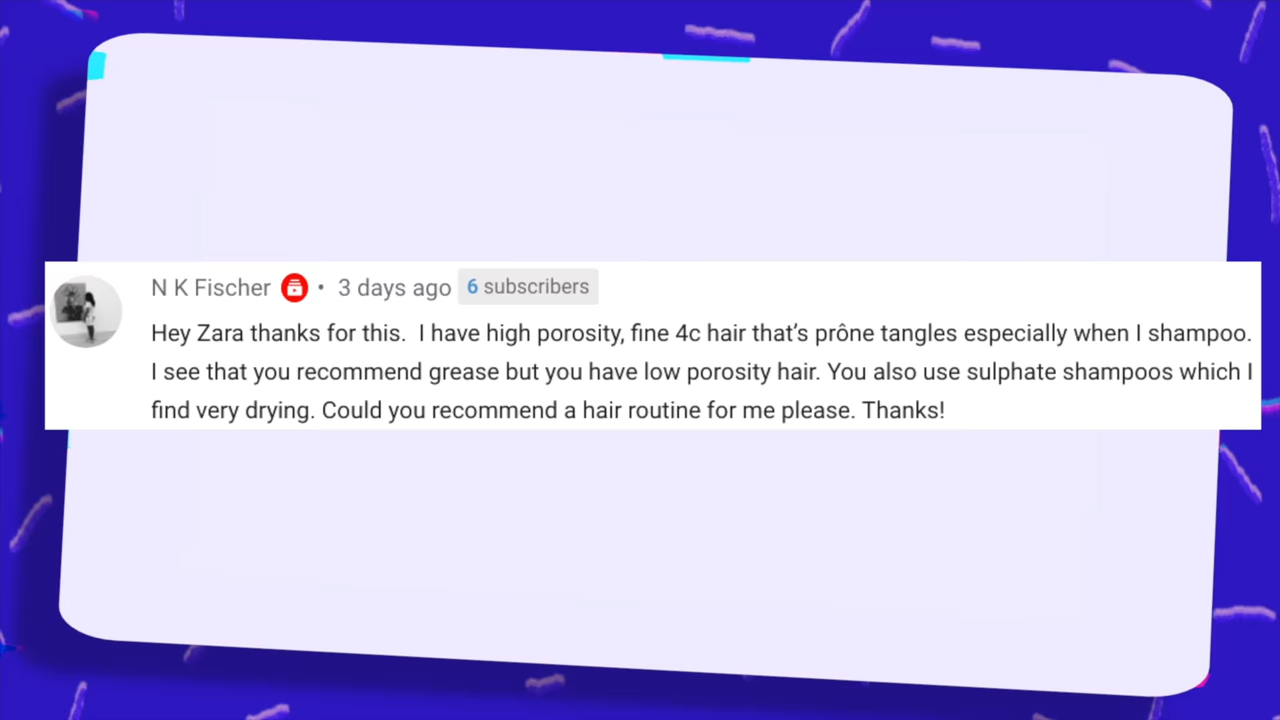 N K Fischer • 3 days ago 6 subscribers
Hey Zara thanks for this.  I have high porosity, fine 4c hair that’s prône tangles especially when I shampoo.
I see that you recommend grease but you have low porosity hair. You also use sulphate shampoos which I
find very drying. Could you recommend a hair routine for me please. Thanks!